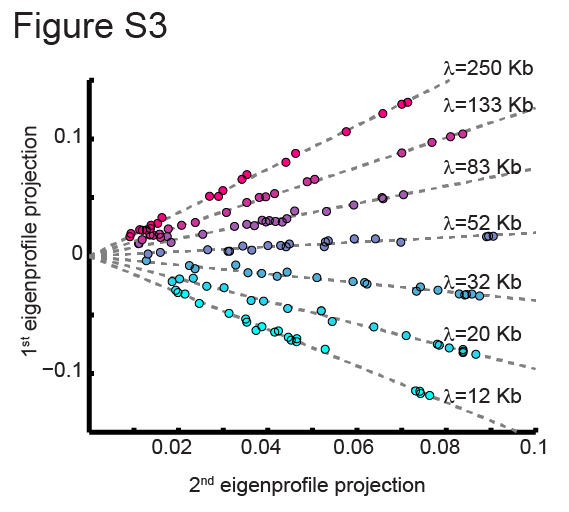 Figure S3
λ=250 Kb
λ=133 Kb
λ=83 Kb
λ=52 Kb
λ=32 Kb
λ=20 Kb
λ=12 Kb
1st eigenprofile projection
0.1
0
−0.1
0.02 0.04 0.06 0.08 0.1
2nd eigenprofile projection